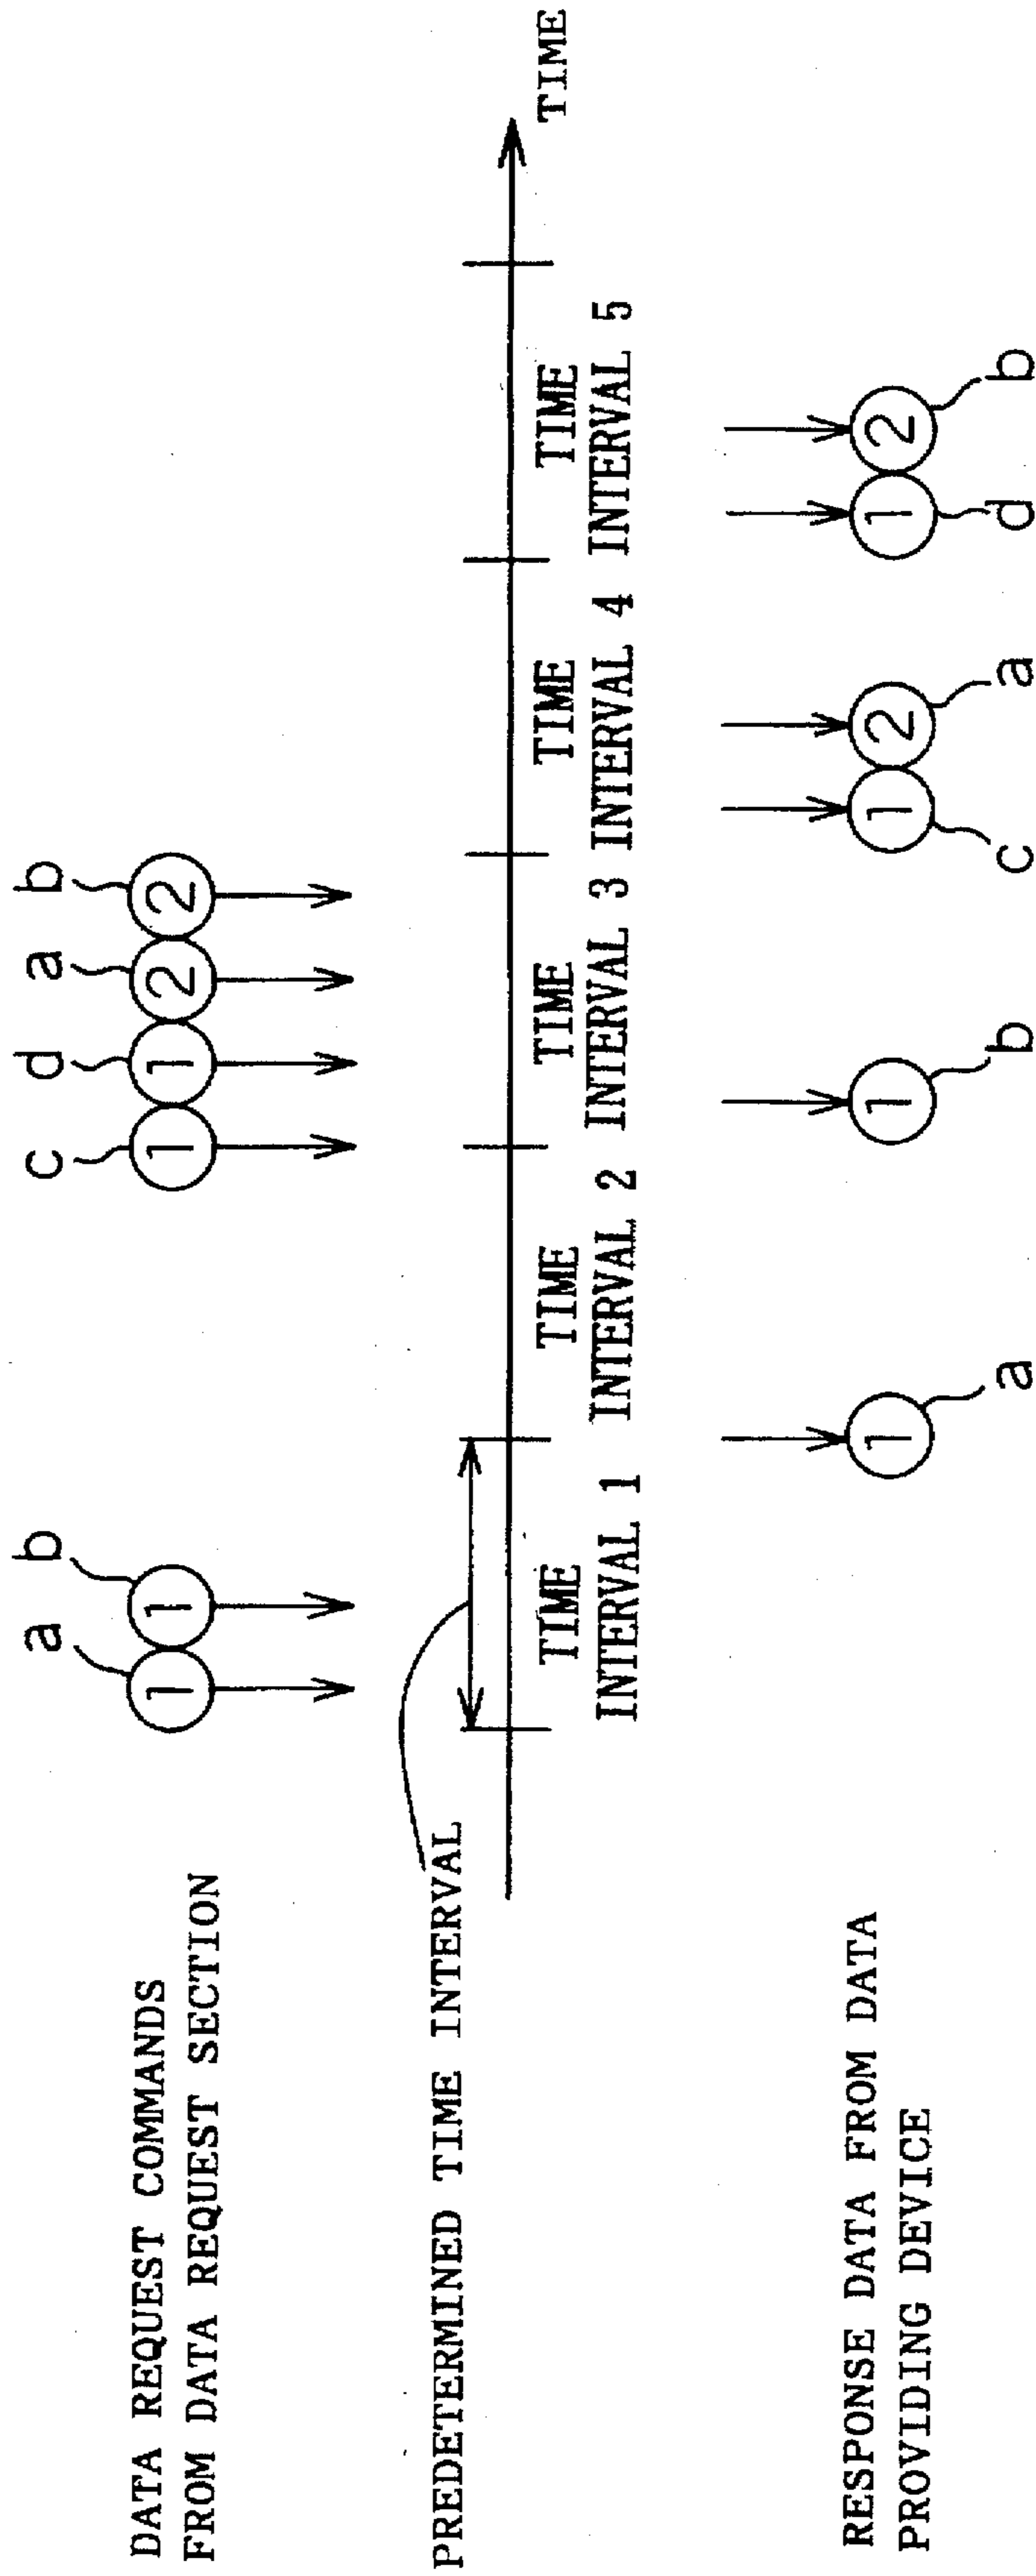 DATA REQUEST COMMANDS
FROM DATA REQUEST SECTION
a b c d a b
1 1 1 1 2 2
PREDETERMINED TIME INTERVAL
TIME
INTERVAL 1
TIME
INTERVAL 2
TIME
INTERVAL 3
TIME
INTERVAL 4
TIME
INTERVAL 5
TIME
RESPONSE DATA FROM DATA
PROVIDING DEVICE
1 1 1 2 1 2
a b c a d b